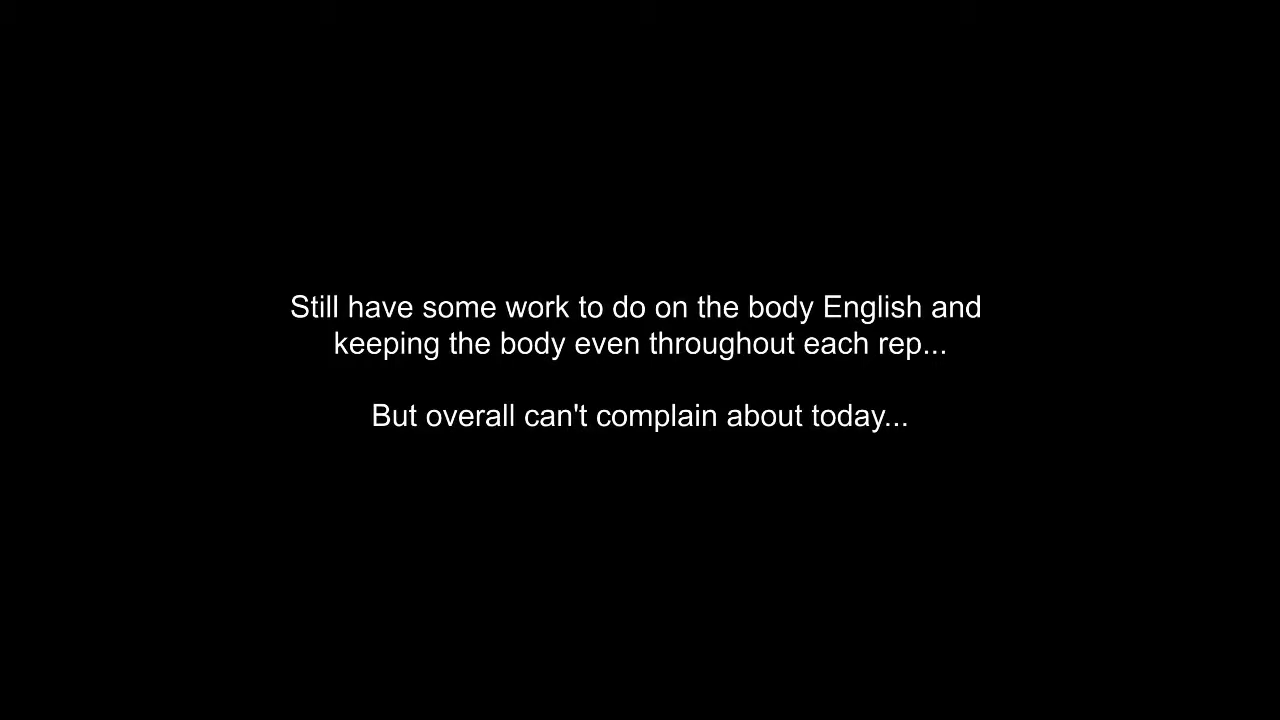 Still have some work to do on the body English and
keeping the body even throughout each rep...
But overall can't complain about today...